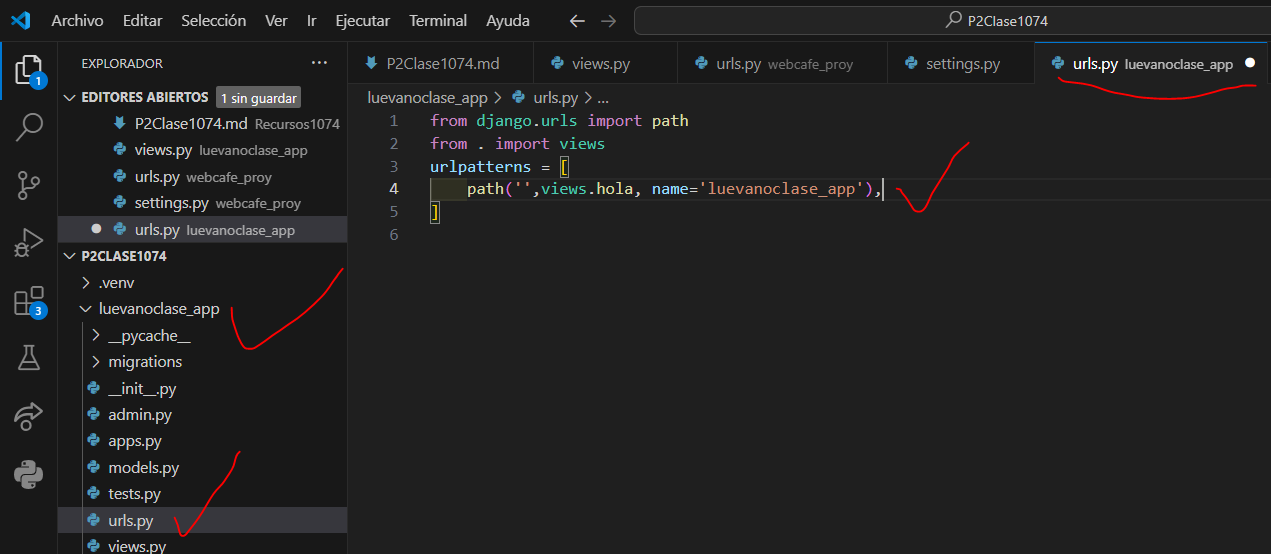 Archivo Editar Selección Ver Ir Ejecutar Terminal Ayuda P2Clase1074
EXPLORADOR ...
P2Clase1074.md views.py urls.py webcafe_proy settings.py urls.py luevanoclase_app
EDITORES ABIERTOS 1 sin guardar
P2Clase1074.md Recursos1074
views.py luevanoclase_app
urls.py webcafe_proy
settings.py webcafe_proy
urls.py luevanoclase_app
P2CLASE1074
.venv
luevanoclase_app
__pycache__
migrations
__init__.py
admin.py
apps.py
models.py
tests.py
urls.py
views.py
1
3
luevanoclase_app > urls.py > ...
1 from django.urls import path
2 from . import views
3 urlpatterns = [
4 path('',views.hola, name='luevanoclase_app'),
5 ]
6